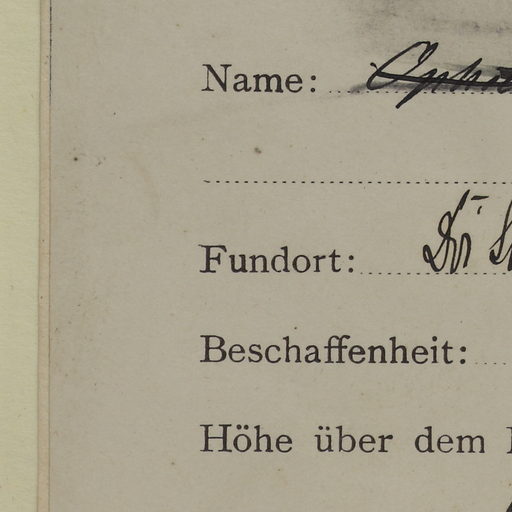 Name:
Fundort:
Beschaffenheit:
Höhe über dem